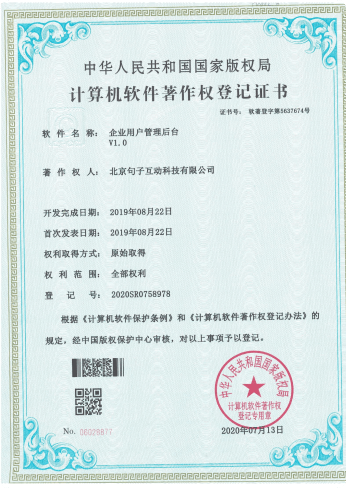 中华人民共和国国家版权局
计算机软件著作权登记证书
证书号： 软著登字第5637674号
软件名称： 企业用户管理后台
V1.0
著作权人： 北京句子互动科技有限公司
开发完成日期： 2019年08月22日
首次发表日期： 2019年08月22日
权利取得方式： 原始取得
权利范围： 全部权利
登记号： 2020SR0758978
根据《计算机软件保护条例》和《计算机软件著作权登记办法》的
规定，经中国版权保护中心审核，对以上事项予以登记。
中华人民共和国国家版权局
计算机软件著作权
登记专用章
No. 06028877
2020年07月13日